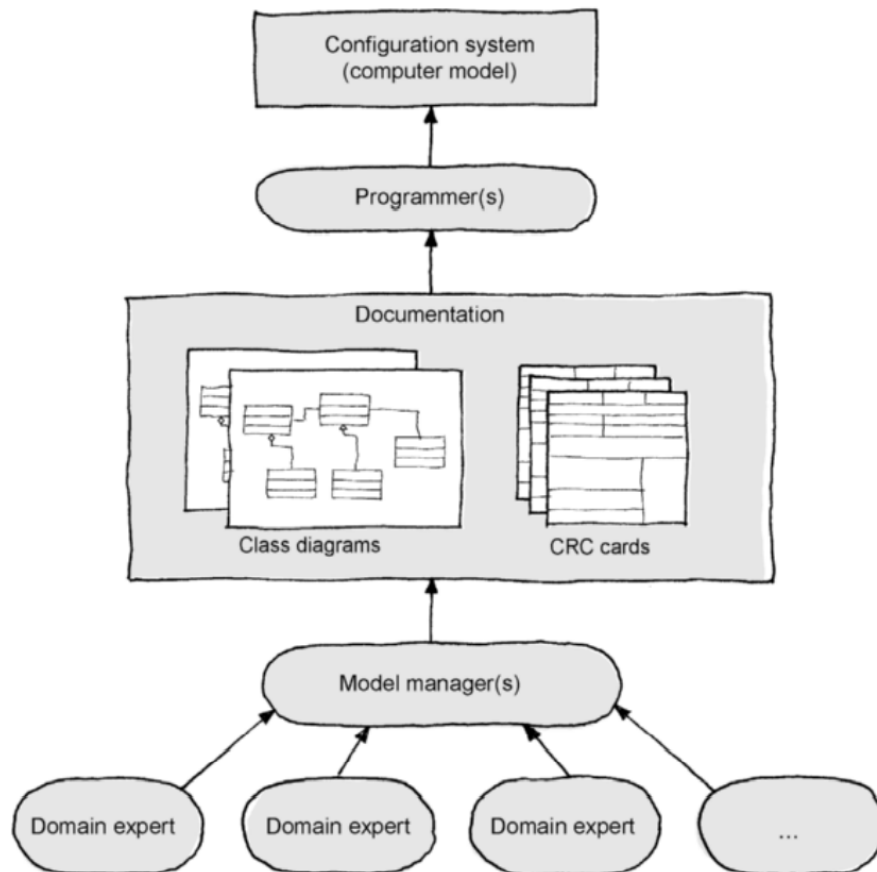 Configuration system
(computer model)
Programmer(s)
Documentation
Class diagrams
CRC cards
Model manager(s)
Domain expert
Domain expert
Domain expert
...